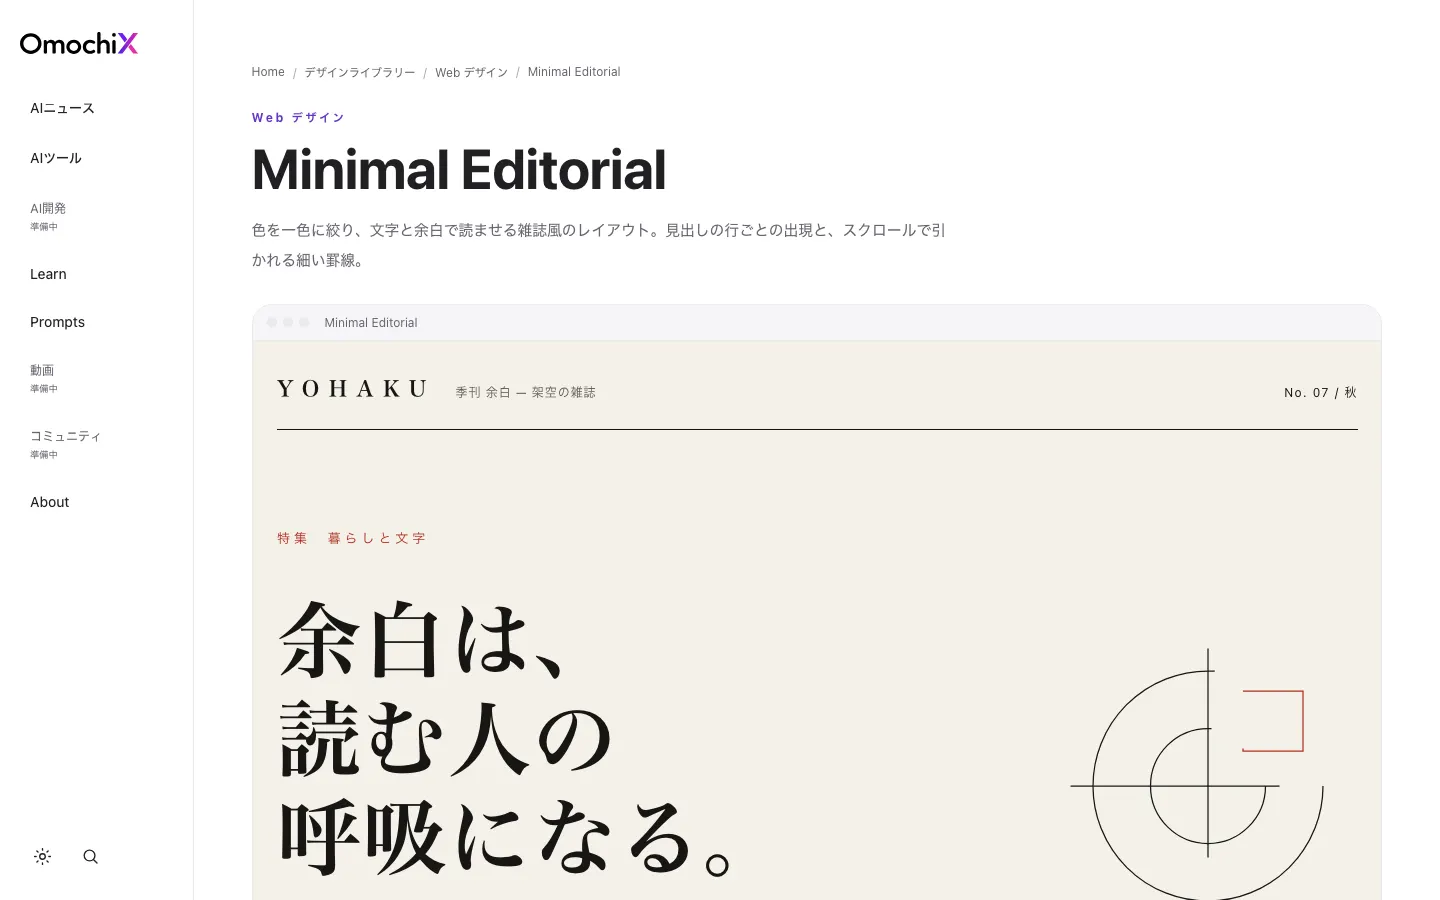 OmochiX
AIニュース
AIツール
AI開発
準備中
Learn
Prompts
動画
準備中
コミュニティ
準備中
About
Home / デザインライブラリー / Web デザイン / Minimal Editorial
Web デザイン
Minimal Editorial
色を一色に絞り、文字と余白で読ませる雑誌風のレイアウト。見出しの行ごとの出現と、スクロールで引
かれる細い罫線。
Minimal Editorial
YOHAKU 季刊 余白 — 架空の雑誌 No. 07 / 秋
特集 暮らしと文字
余白は、
読む人の
呼吸になる。